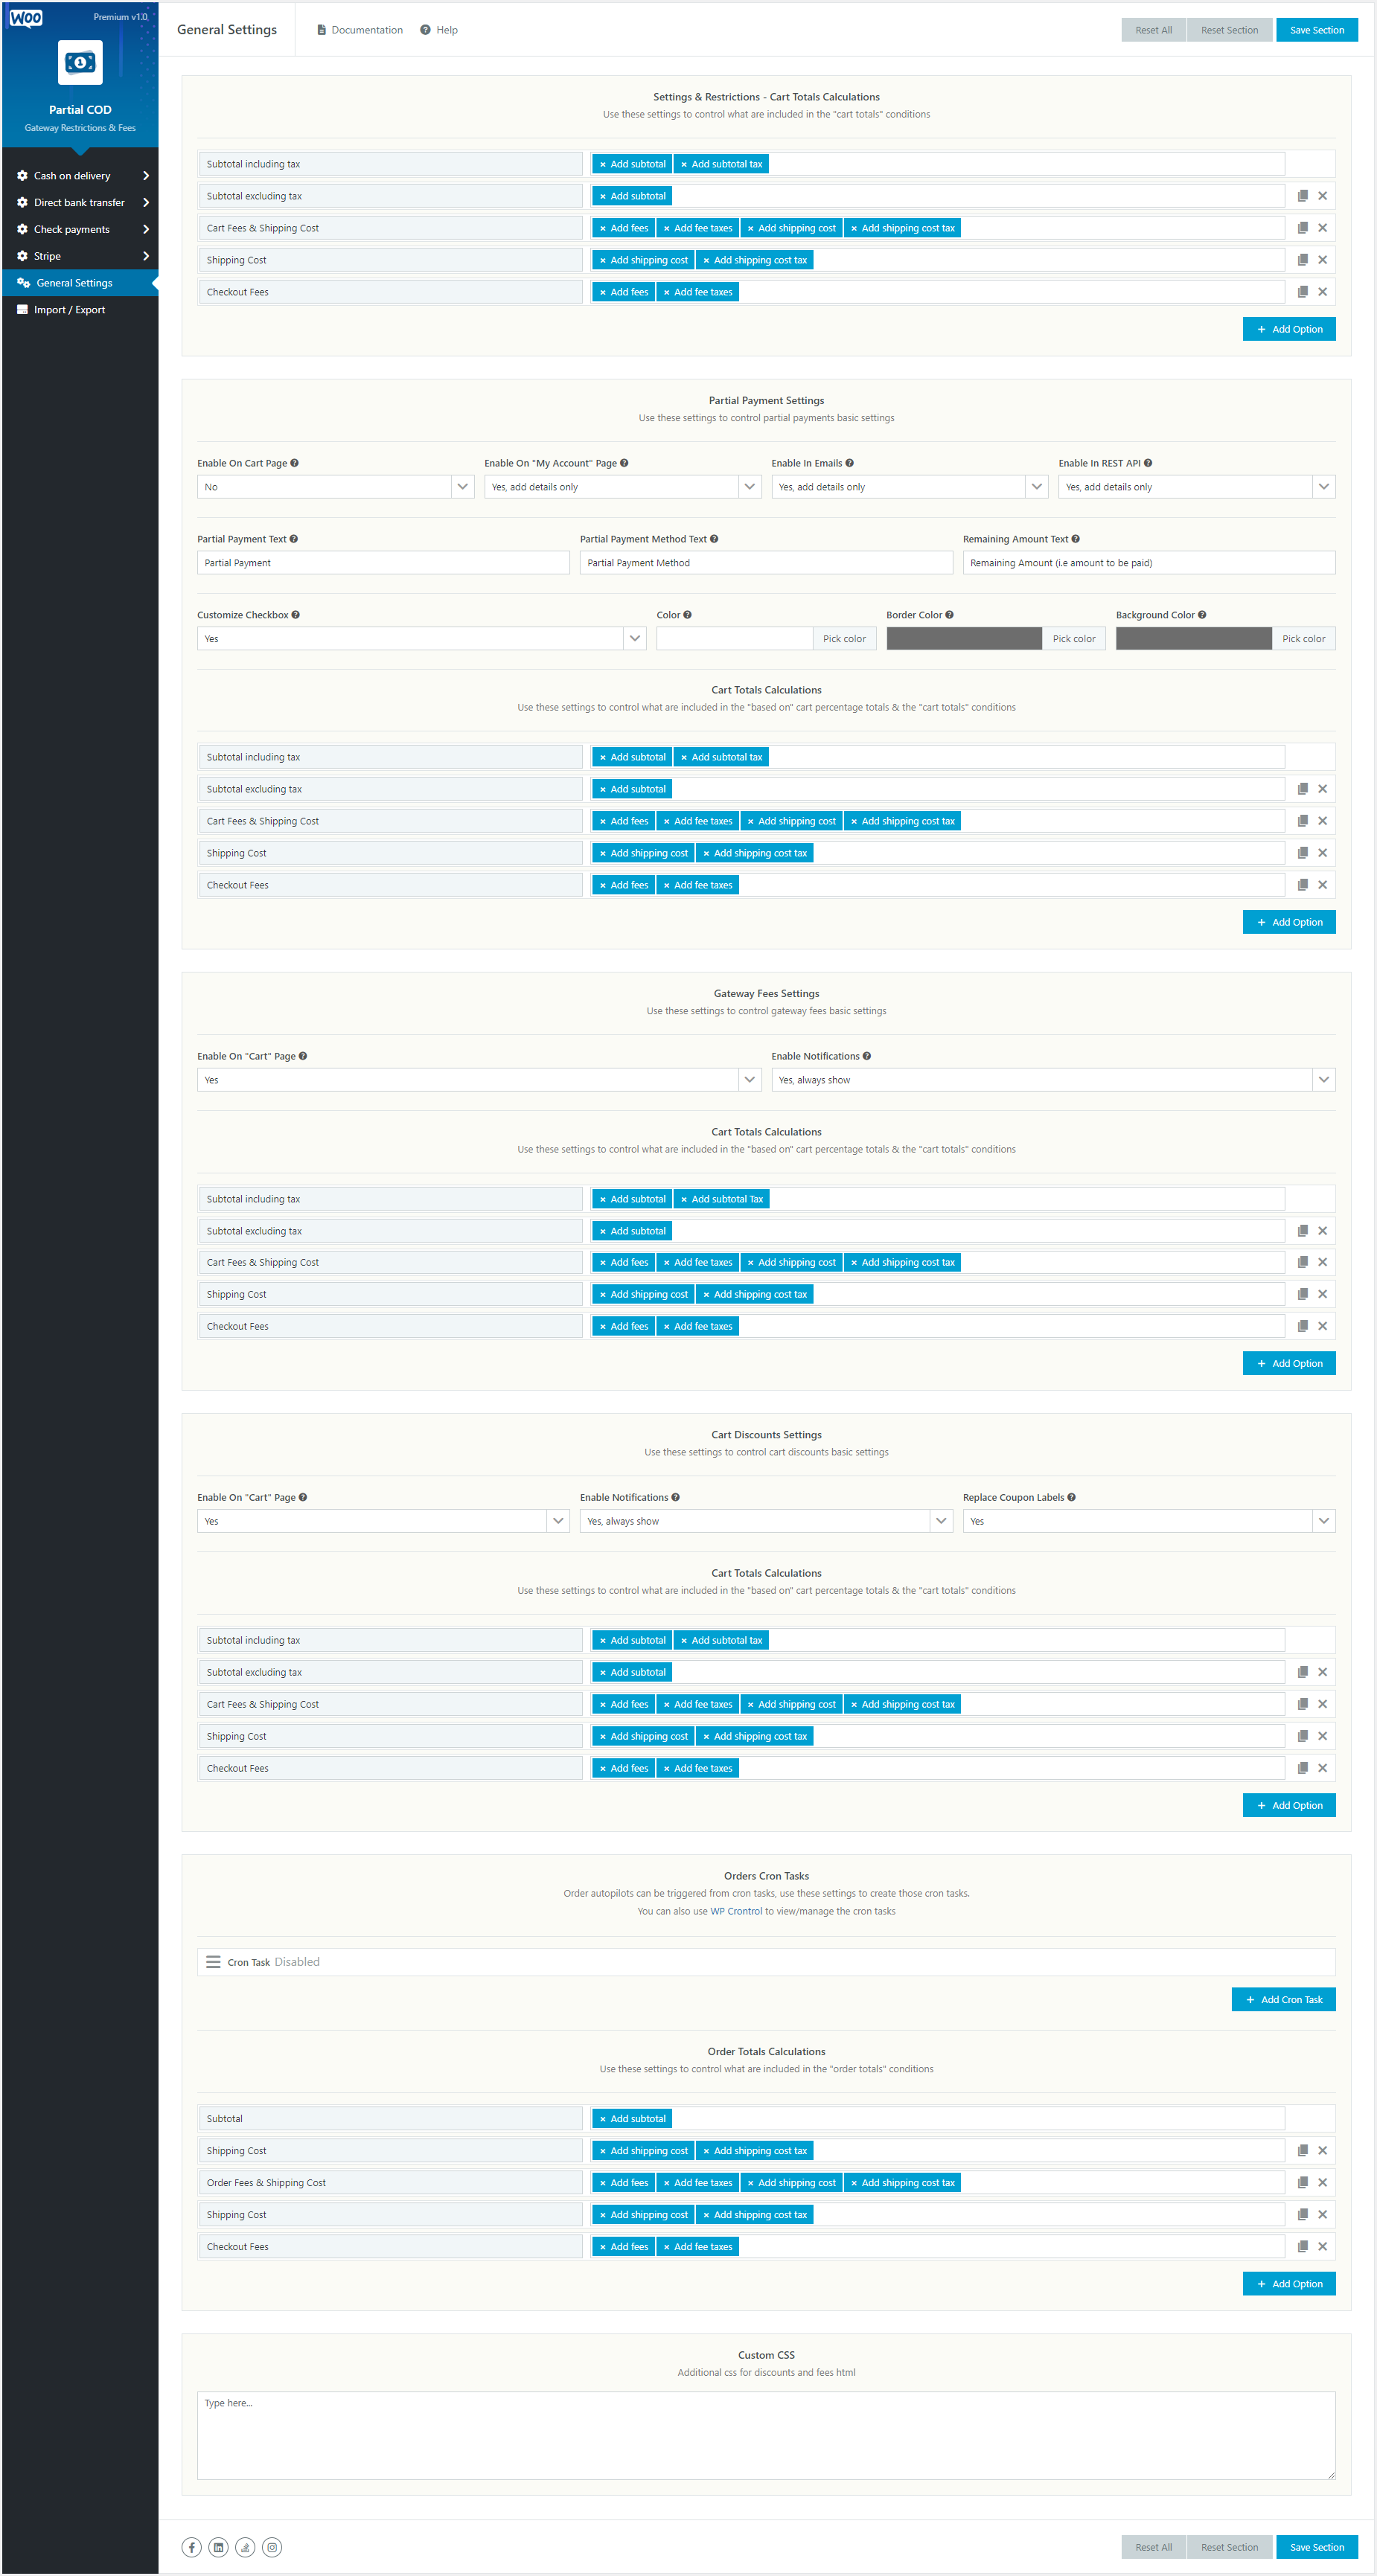 WOO
Premium v1.0
Partial COD
Gateway Restrictions & Fees
Cash on delivery
Direct bank transfer
Check payments
Stripe
General Settings
Import / Export
General Settings
Documentation
Help
Reset All
Reset Section
Save Section
Settings & Restrictions - Cart Totals Calculations
Use these settings to control what are included in the "cart totals" conditions
Subtotal including tax × Add subtotal × Add subtotal tax
Subtotal excluding tax × Add subtotal
Cart Fees & Shipping Cost × Add fees × Add fee taxes × Add shipping cost × Add shipping cost tax
Shipping Cost × Add shipping cost × Add shipping cost tax
Checkout Fees × Add fees × Add fee taxes
+ Add Option
Partial Payment Settings
Use these settings to control partial payments basic settings
Enable On Cart Page Enable On "My Account" Page Enable In Emails Enable In REST API
No Yes, add details only Yes, add details only Yes, add details only
Partial Payment Text Partial Payment Method Text Remaining Amount Text
Partial Payment Partial Payment Method Remaining Amount (i.e amount to be paid)
Customize Checkbox Color Border Color Background Color
Yes Pick color Pick color Pick color
Cart Totals Calculations
Use these settings to control what are included in the "based on" cart percentage totals & the "cart totals" conditions
Subtotal including tax × Add subtotal × Add subtotal tax
Subtotal excluding tax × Add subtotal
Cart Fees & Shipping Cost × Add fees × Add fee taxes × Add shipping cost × Add shipping cost tax
Shipping Cost × Add shipping cost × Add shipping cost tax
Checkout Fees × Add fees × Add fee taxes
+ Add Option
Gateway Fees Settings
Use these settings to control gateway fees basic settings
Enable On "Cart" Page Enable Notifications
Yes Yes, always show
Cart Totals Calculations
Use these settings to control what are included in the "based on" cart percentage totals & the "cart totals" conditions
Subtotal including tax × Add subtotal × Add subtotal Tax
Subtotal excluding tax × Add subtotal
Cart Fees & Shipping Cost × Add fees × Add fee taxes × Add shipping cost × Add shipping cost tax
Shipping Cost × Add shipping cost × Add shipping cost tax
Checkout Fees × Add fees × Add fee taxes
+ Add Option
Cart Discounts Settings
Use these settings to control cart discounts basic settings
Enable On "Cart" Page Enable Notifications Replace Coupon Labels
Yes Yes, always show Yes
Cart Totals Calculations
Use these settings to control what are included in the "based on" cart percentage totals & the "cart totals" conditions
Subtotal including tax × Add subtotal × Add subtotal tax
Subtotal excluding tax × Add subtotal
Cart Fees & Shipping Cost × Add fees × Add fee taxes × Add shipping cost × Add shipping cost tax
Shipping Cost × Add shipping cost × Add shipping cost tax
Checkout Fees × Add fees × Add fee taxes
+ Add Option
Orders Cron Tasks
Order autopilots can be triggered from cron tasks, use these settings to create those cron tasks.
You can also use WP Crontrol to view/manage the cron tasks
Cron Task Disabled
+ Add Cron Task
Order Totals Calculations
Use these settings to control what are included in the "order totals" conditions
Subtotal × Add subtotal
Shipping Cost × Add shipping cost × Add shipping cost tax
Order Fees & Shipping Cost × Add fees × Add fee taxes × Add shipping cost × Add shipping cost tax
Shipping Cost × Add shipping cost × Add shipping cost tax
Checkout Fees × Add fees × Add fee taxes
+ Add Option
Custom CSS
Additional css for discounts and fees html
Type here...
Reset All
Reset Section
Save Section